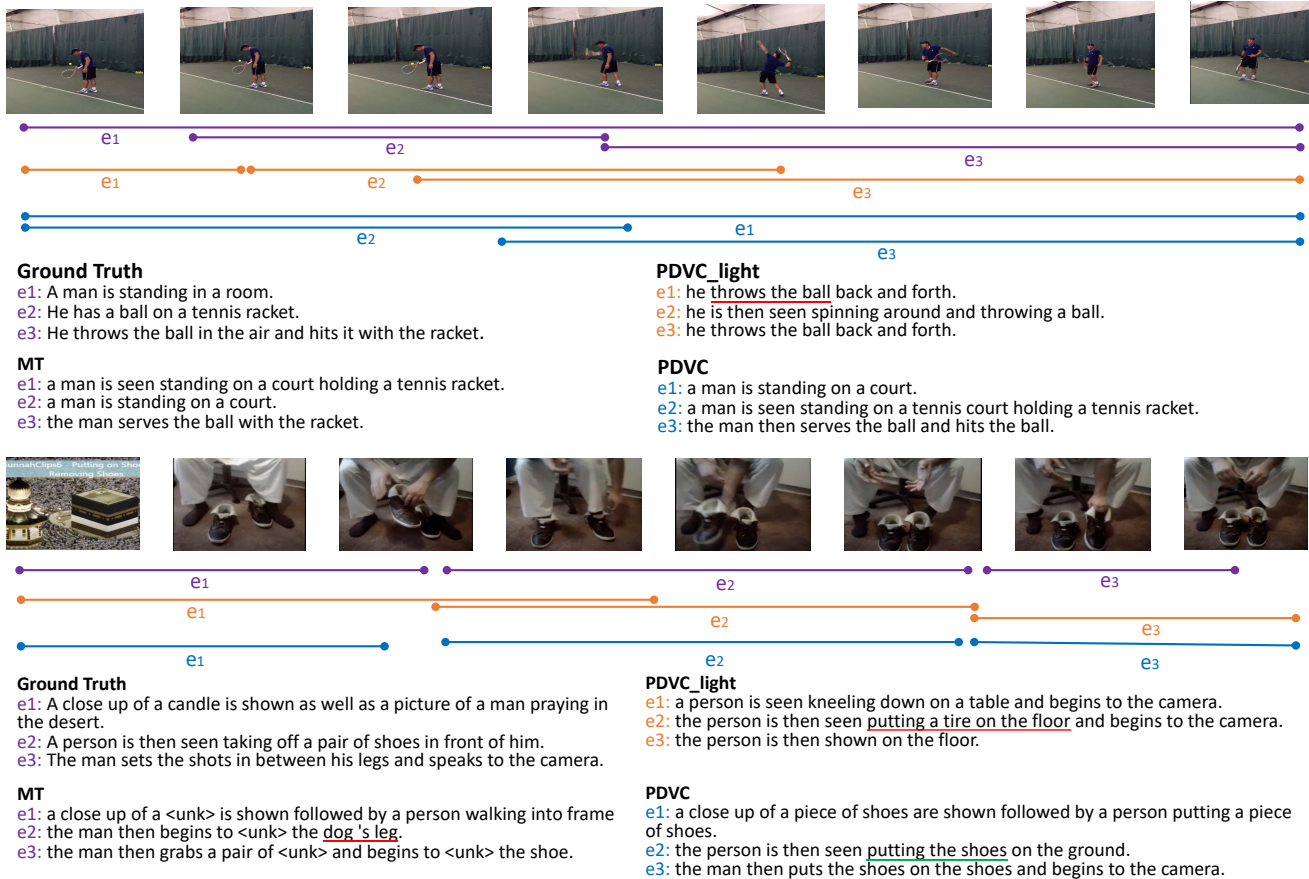 e1
e2
e3
e1
e2
e3
e1
e2
e3
Ground Truth
e1: A man is standing in a room.
e2: He has a ball on a tennis racket.
e3: He throws the ball in the air and hits it with the racket.
PDVC_light
e1: he throws the ball back and forth.
e2: he is then seen spinning around and throwing a ball.
e3: he throws the ball back and forth.
MT
e1: a man is seen standing on a court holding a tennis racket.
e2: a man is standing on a court.
e3: the man serves the ball with the racket.
PDVC
e1: a man is standing on a court.
e2: a man is seen standing on a tennis court holding a tennis racket.
e3: the man then serves the ball and hits the ball.
unnahClips6 Putting on Shoe
Removing Shoes.
e1
e2
e3
e1
e2
e3
e1
e2
e3
Ground Truth
e1: A close up of a candle is shown as well as a picture of a man praying in
the desert.
e2: A person is then seen taking off a pair of shoes in front of him.
e3: The man sets the shots in between his legs and speaks to the camera.
PDVC_light
e1: a person is seen kneeling down on a table and begins to the camera.
e2: the person is then seen putting a tire on the floor and begins to the camera.
e3: the person is then shown on the floor.
MT
e1: a close up of a <unk> is shown followed by a person walking into frame
e2: the man then begins to <unk> the dog 's leg.
e3: the man then grabs a pair of <unk> and begins to <unk> the shoe.
PDVC
e1: a close up of a piece of shoes are shown followed by a person putting a piece
of shoes.
e2: the person is then seen putting the shoes on the ground.
e3: the man then puts the shoes on the shoes and begins to the camera.